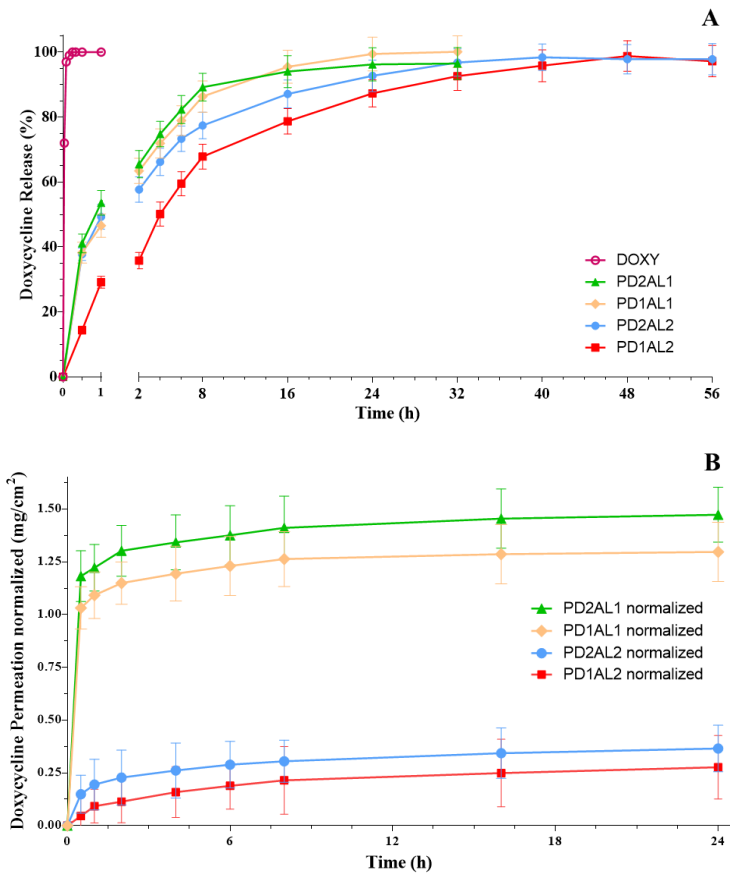 A
Doxycycline Release (%)
100
80
60
40
20
0
DOXY
PD2AL1
PD1AL1
PD2AL2
PD1AL2
0 1 2 8 16 24 32 40 48 56
Time (h)
B
Doxycycline Permeation normalized (mg/cm²)
1.50
1.25
1.00
0.75
0.50
0.25
0.00
PD2AL1 normalized
PD1AL1 normalized
PD2AL2 normalized
PD1AL2 normalized
0 6 12 18 24
Time (h)